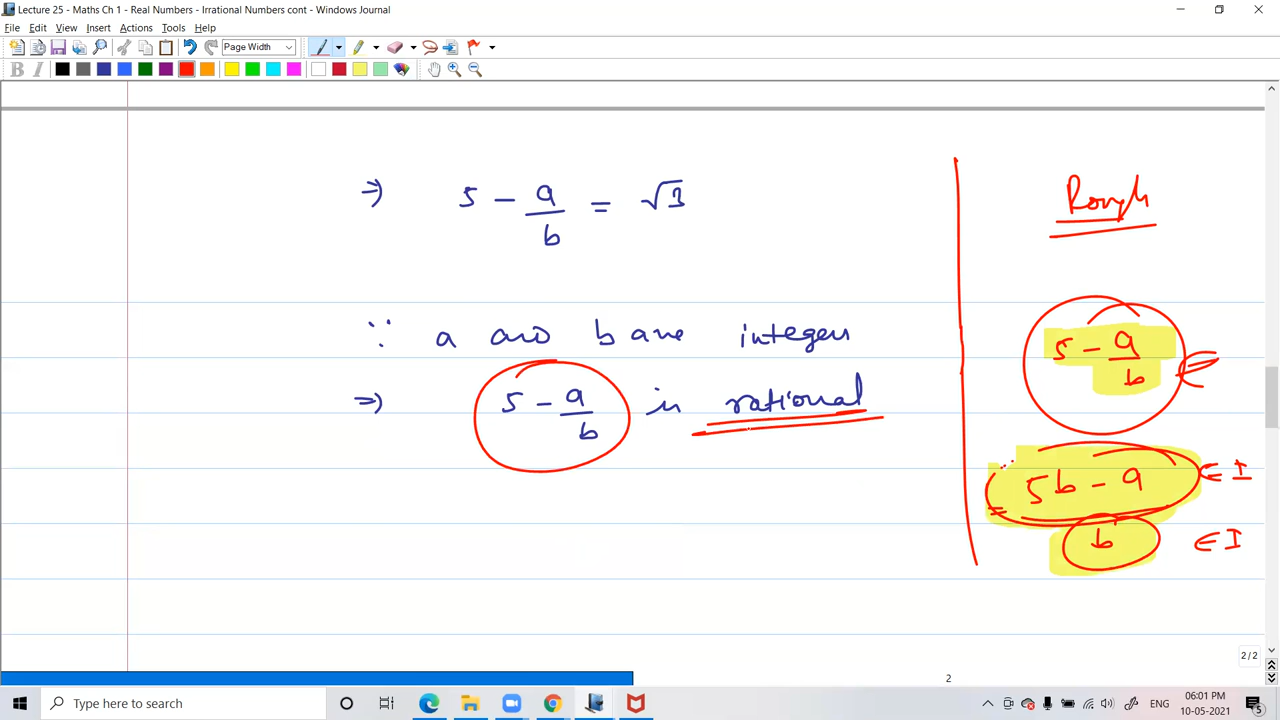 Lecture 25 - Maths Ch 1 - Real Numbers - Irrational Numbers cont - Windows Journal
File Edit View Insert Actions Tools Help
Page Width
B I
⇒ 5 - a/b = √3
∵ a and b are integers
⇒ 5 - a/b is rational
Rough
5 - a/b
= 5b - a ∈ I
b ∈ I
2/2
2
Type here to search
ENG
06:01 PM
10-05-2021
5